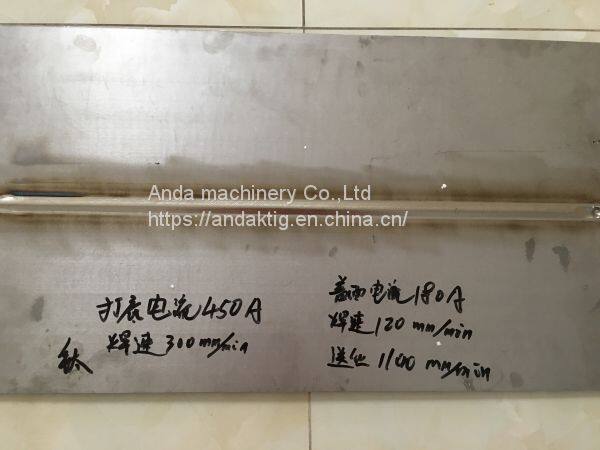 Anda machinery Co.,Ltd
https://andaktig.en.china.cn/
打底电流450A
焊速300mm/min
钛
盖面电流180A
焊速120mm/min
送丝1100mm/min